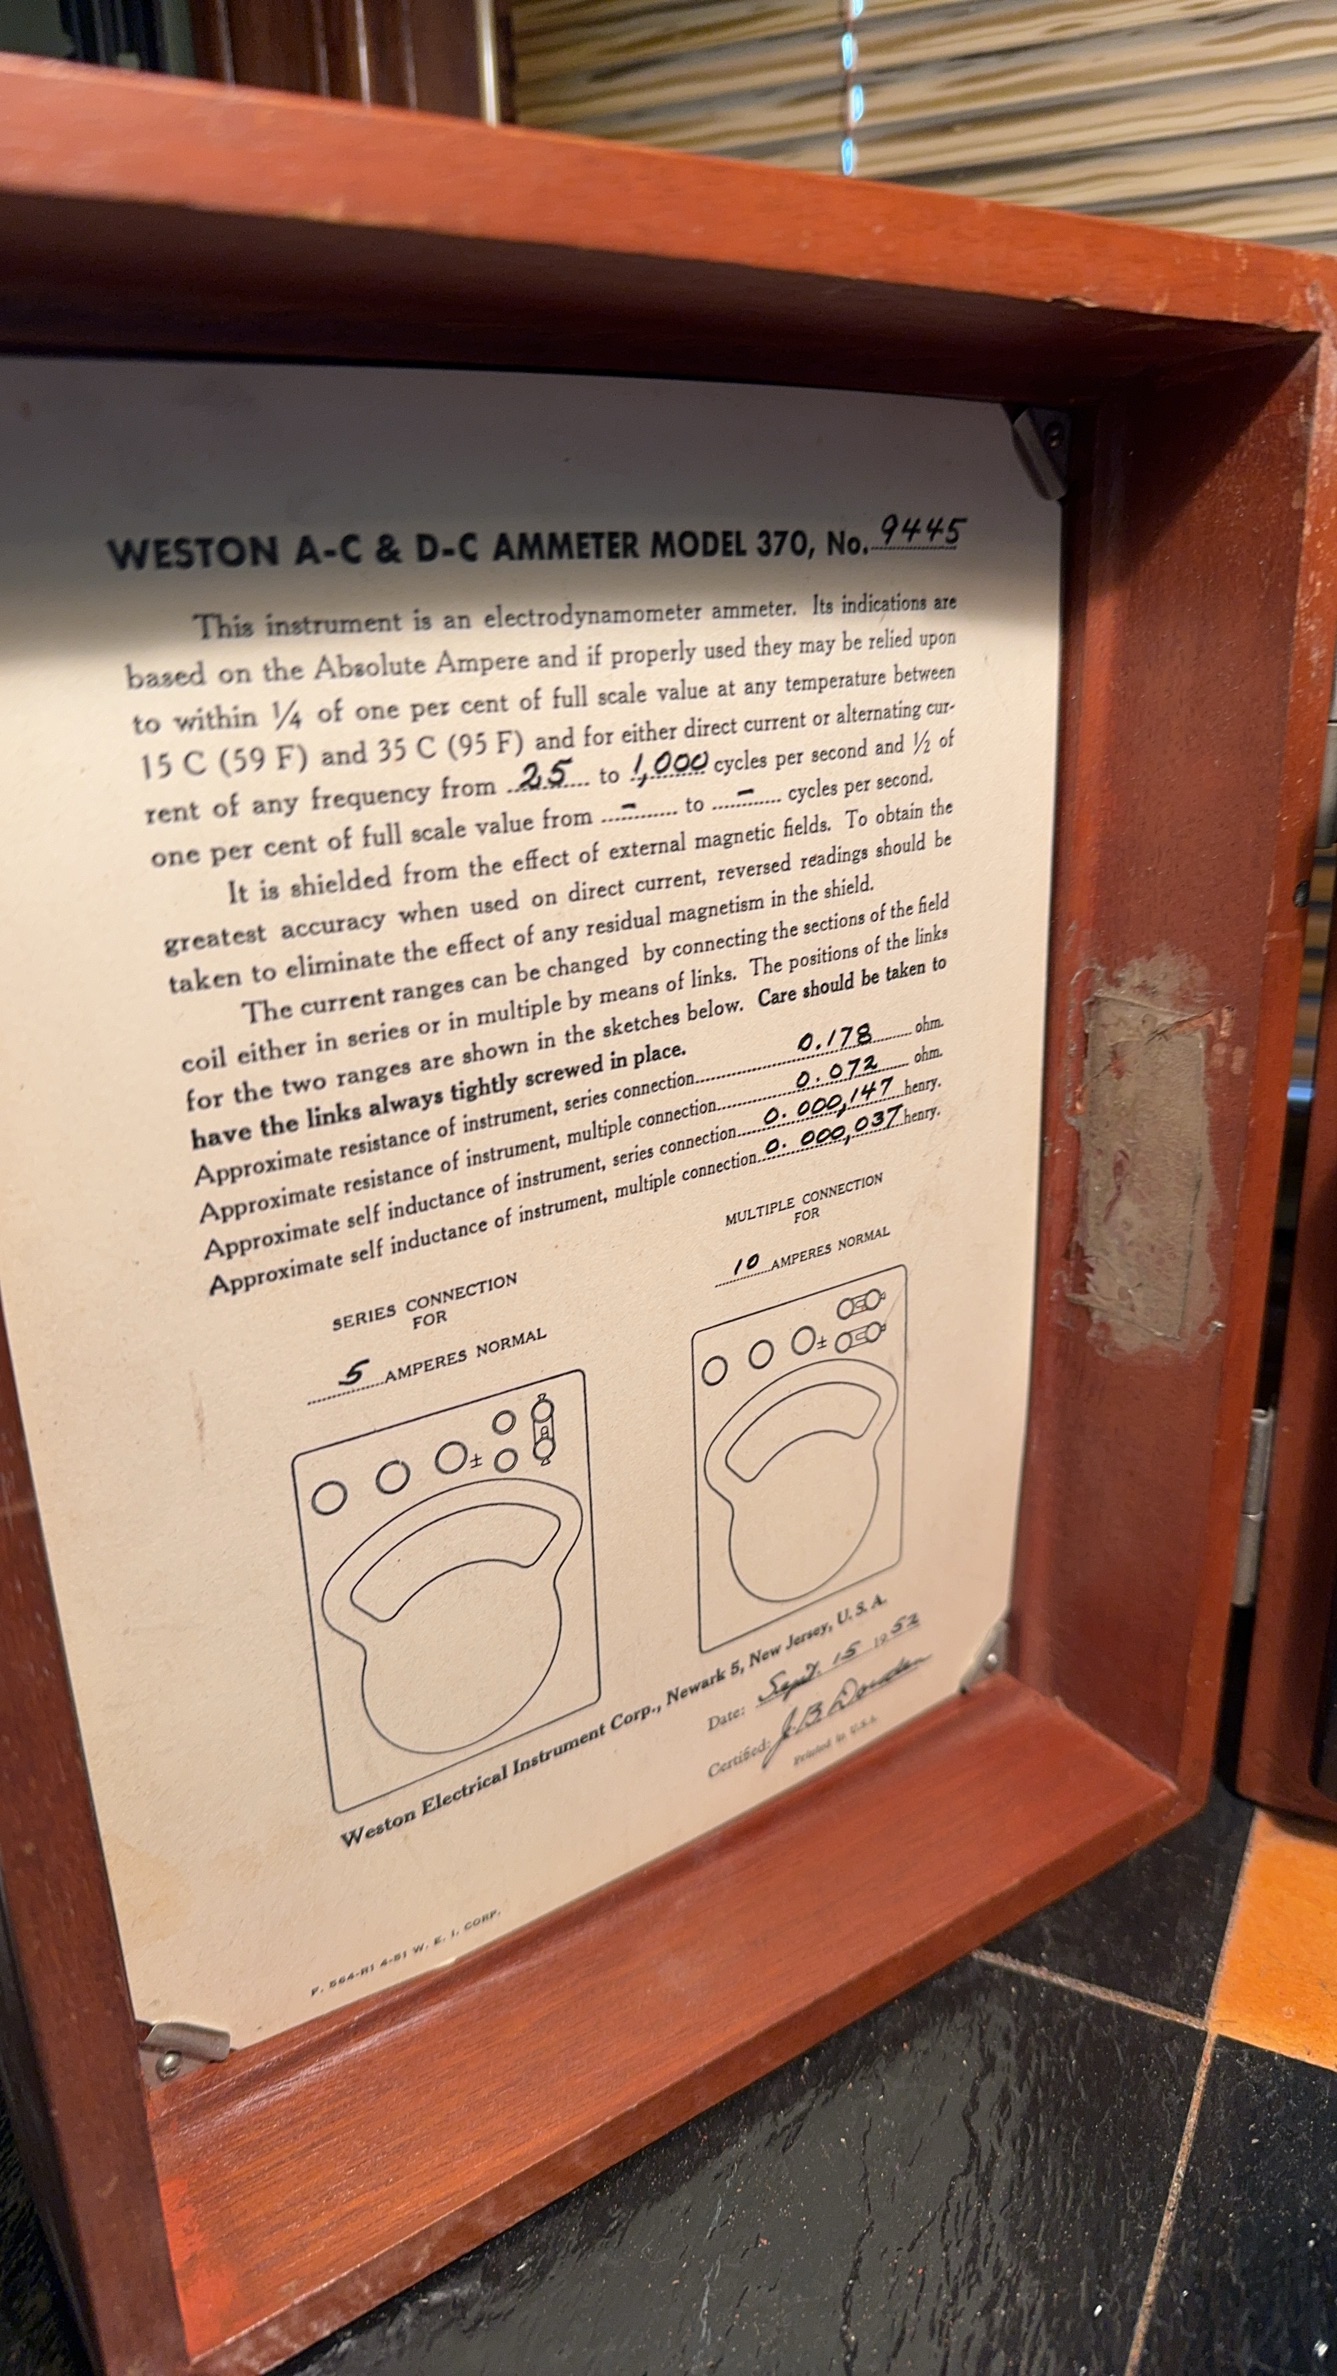 WESTON A-C & D-C AMMETER MODEL 370, No. 9445
This instrument is an electrodynamometer ammeter. Its indications are
based on the Absolute Ampere and if properly used they may be relied upon
to within ¼ of one per cent of full scale value at any temperature between
15 C (59 F) and 35 C (95 F) and for either direct current or alternating cur-
rent of any frequency from 25 to 1,000 cycles per second and ½ of
one per cent of full scale value from - to - cycles per second.
It is shielded from the effect of external magnetic fields. To obtain the
greatest accuracy when used on direct current, reversed readings should be
taken to eliminate the effect of any residual magnetism in the shield.
The current ranges can be changed by connecting the sections of the field
coil either in series or in multiple by means of links. The positions of the links
for the two ranges are shown in the sketches below. Care should be taken to
have the links always tightly screwed in place.
Approximate resistance of instrument, series connection 0.178 ohm.
Approximate resistance of instrument, multiple connection 0.072 ohm.
Approximate self inductance of instrument, series connection 0.000,147 henry.
Approximate self inductance of instrument, multiple connection 0.000,037 henry.
SERIES CONNECTION
FOR
5 AMPERES NORMAL
±
MULTIPLE CONNECTION
FOR
10 AMPERES NORMAL
±
Weston Electrical Instrument Corp., Newark 5, New Jersey, U. S. A.
Date: Sept. 15 1952
Certified: J. B.
Printed in U.S.A.
F. 564-R1 4-51 W. E. I. CORP.